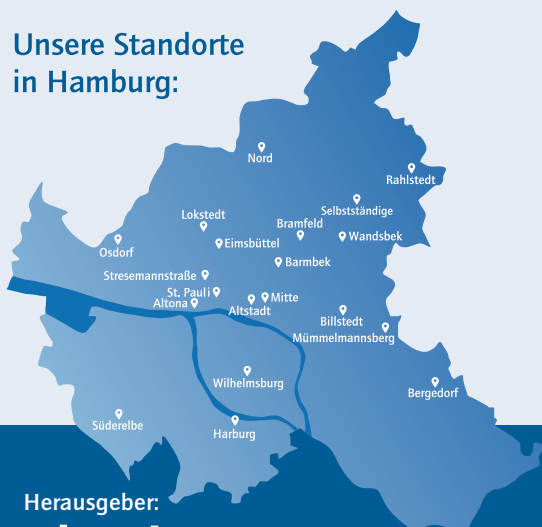 Unsere Standorte
in Hamburg:
Nord
Rahlstedt
Selbstständige
Lokstedt
Bramfeld
Wandsbek
Eimsbüttel
Osdorf
Barmbek
Stresemannstraße
St. Pauli
Mitte
Altona
Altstadt
Billstedt
Mümmelmannsberg
Wilhelmsburg
Bergedorf
Süderelbe
Harburg
Herausgeber: